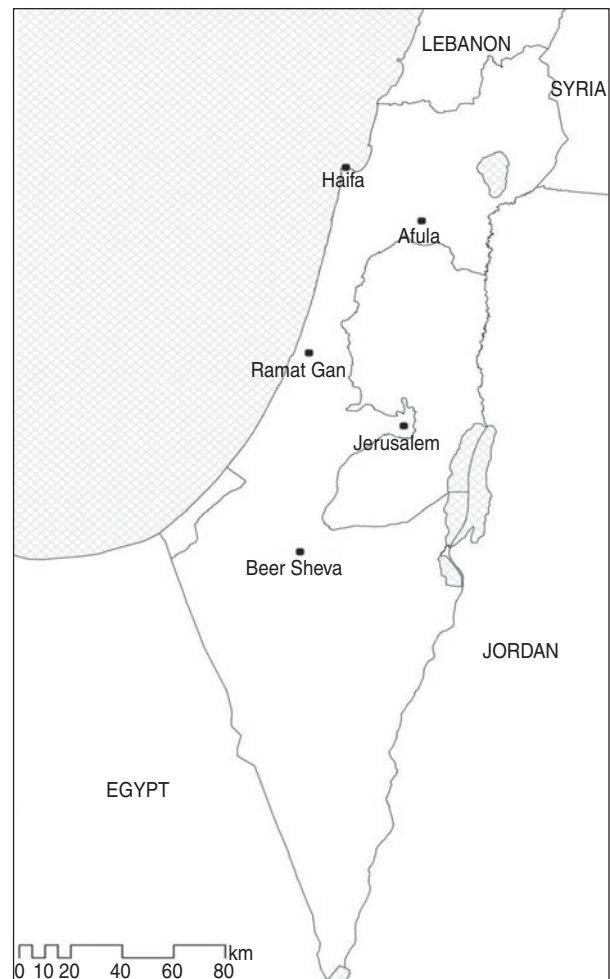 LEBANON
SYRIA
Haifa
Afula
Ramat Gan
Jerusalem
Beer Sheva
JORDAN
EGYPT
km
0 10 20 40 60 80